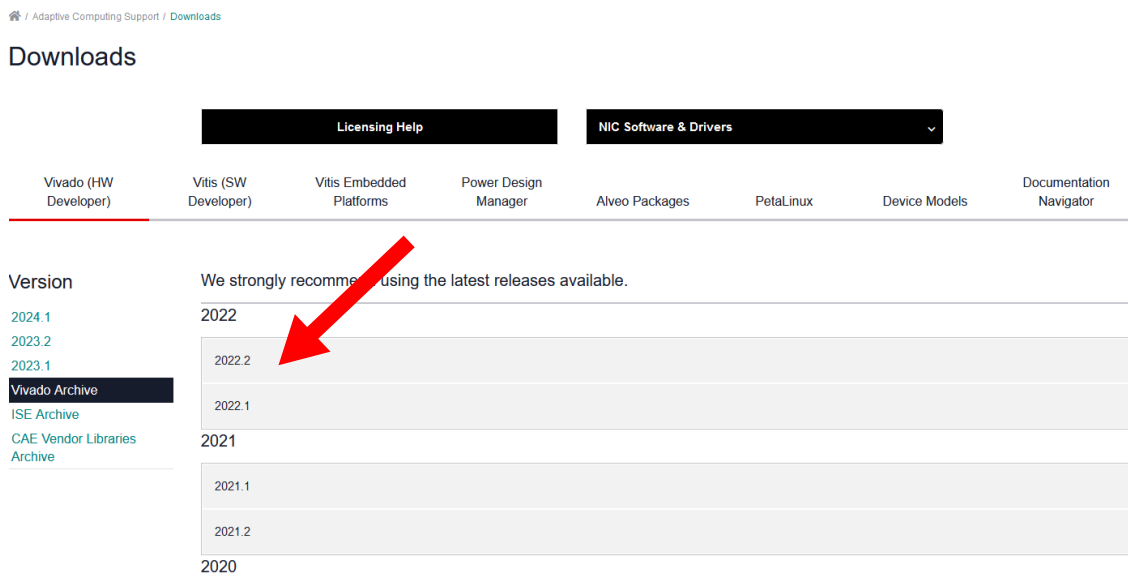 / Adaptive Computing Support / Downloads
Downloads
Licensing Help
NIC Software & Drivers
Vivado (HW
Developer)
Vitis (SW
Developer)
Vitis Embedded
Platforms
Power Design
Manager
Alveo Packages
PetaLinux
Device Models
Documentation
Navigator
Version
2024.1
2023.2
2023.1
Vivado Archive
ISE Archive
CAE Vendor Libraries
Archive
We strongly using the latest releases available.
2022
2022.2
2022.1
2021
2021.1
2021.2
2020